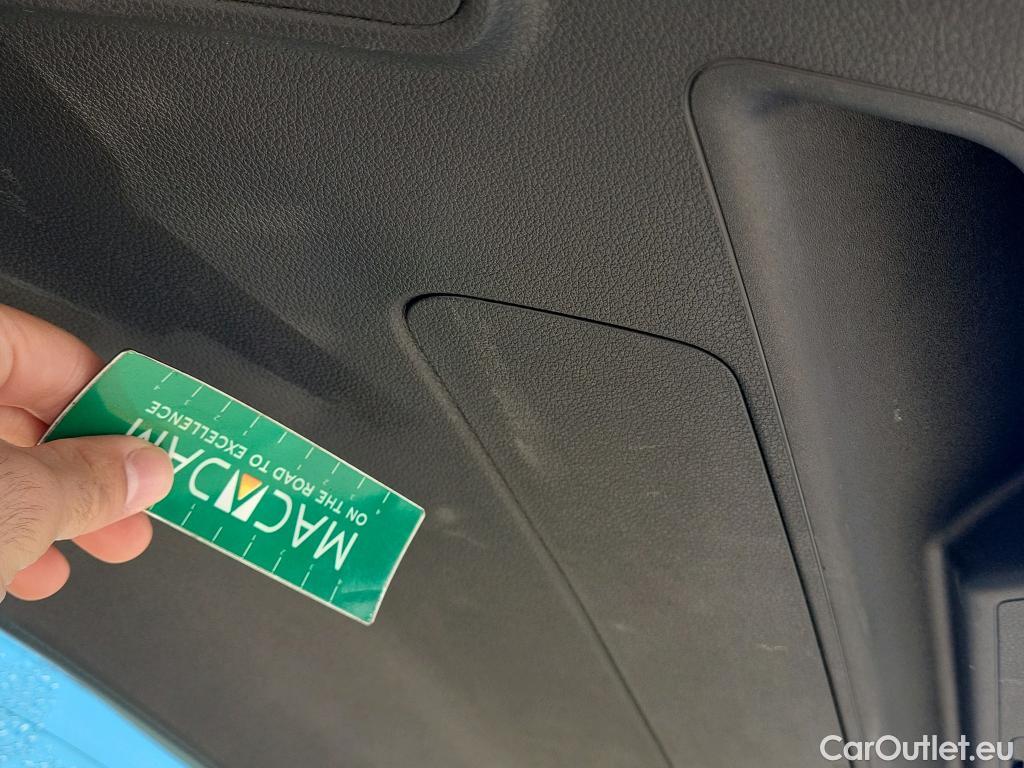 MACADAM
ON THE ROAD TO EXCELLENCE
CarOutlet.eu